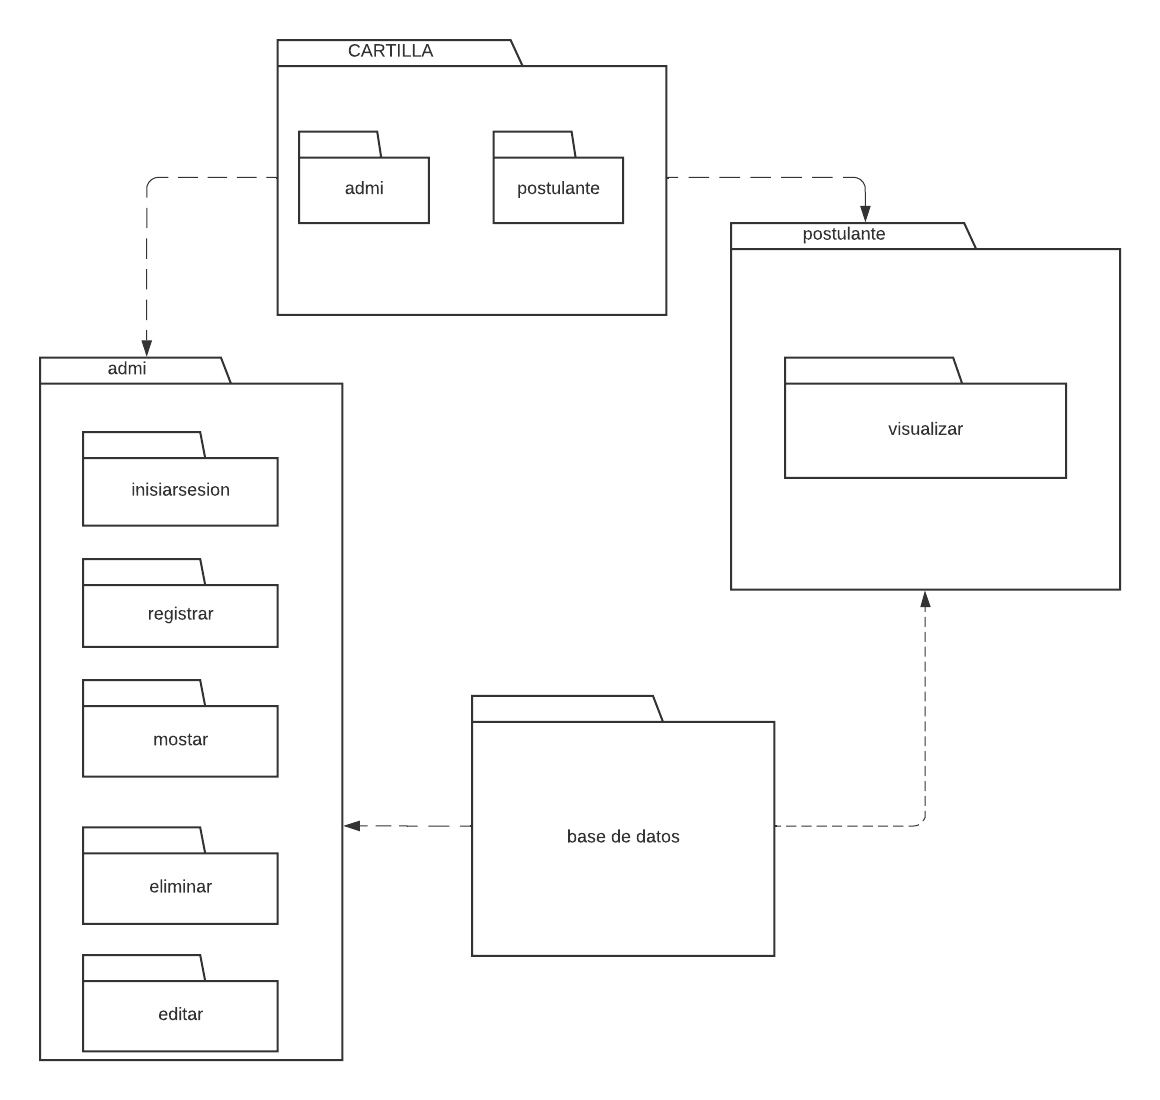 CARTILLA
admi
postulante
postulante
visualizar
admi
inisiarsesion
registrar
mostar
eliminar
editar
base de datos